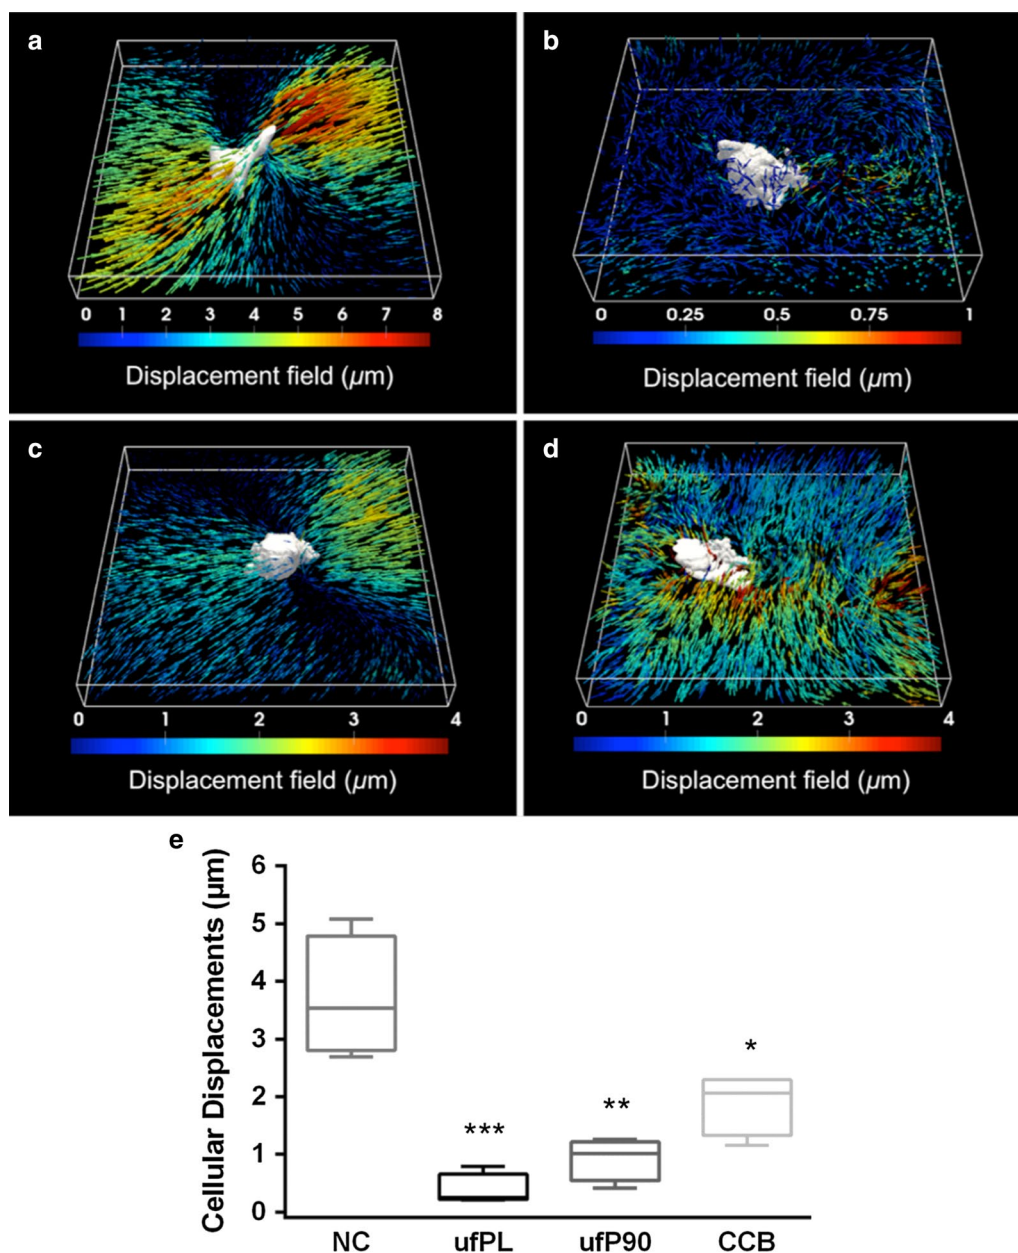 a
b
0 1 2 3 4 5 6 7 8
Displacement field (µm)
0 0.25 0.5 0.75 1
Displacement field (µm)
c
d
0 1 2 3 4
Displacement field (µm)
0 1 2 3 4
Displacement field (µm)
e
Cellular Displacements (µm)
6
5
4
3
2
1
0
***
**
*
NC ufPL ufP90 CCB